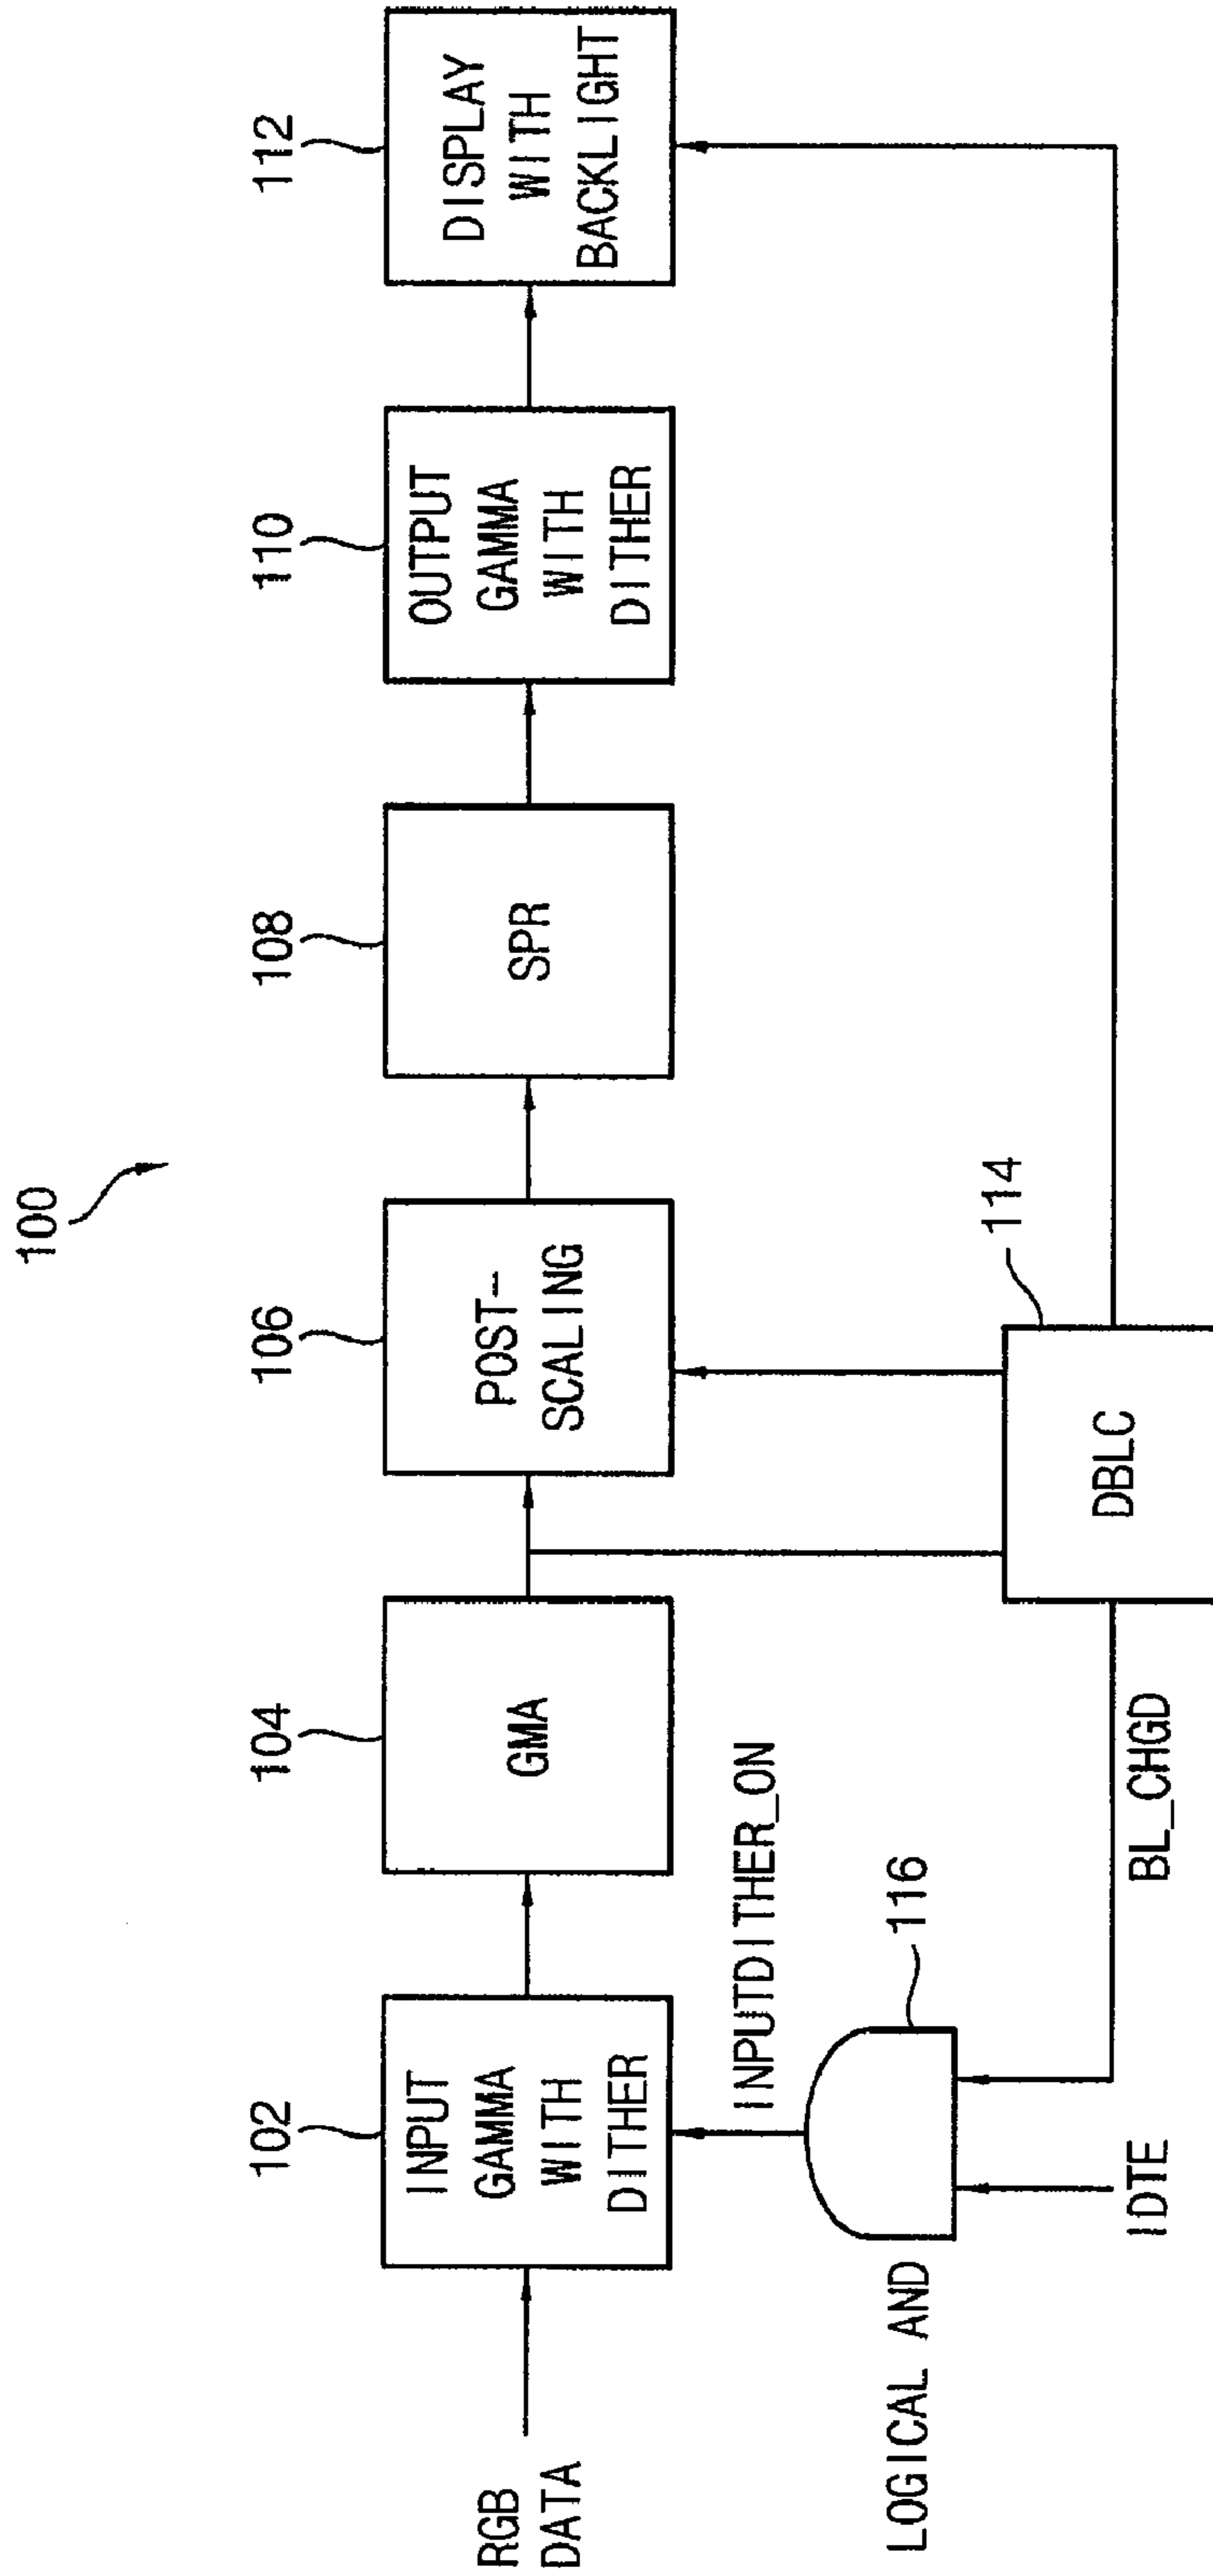 100
102
104
106
108
110
112
RGB
DATA
INPUT
GAMMA
WITH
DITHER
GMA
POST-
SCALING
SPR
OUTPUT
GAMMA
WITH
DITHER
DISPLAY
WITH
BACKLIGHT
INPUTDITHER_ON
LOGICAL AND
116
114
IDTE
BL_CHGD
DBLC